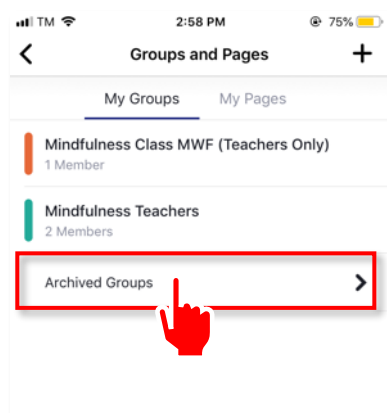 TM 2:58 PM 75%
Groups and Pages
My Groups My Pages
Mindfulness Class MWF (Teachers Only)
1 Member
Mindfulness Teachers
2 Members
Archived Groups